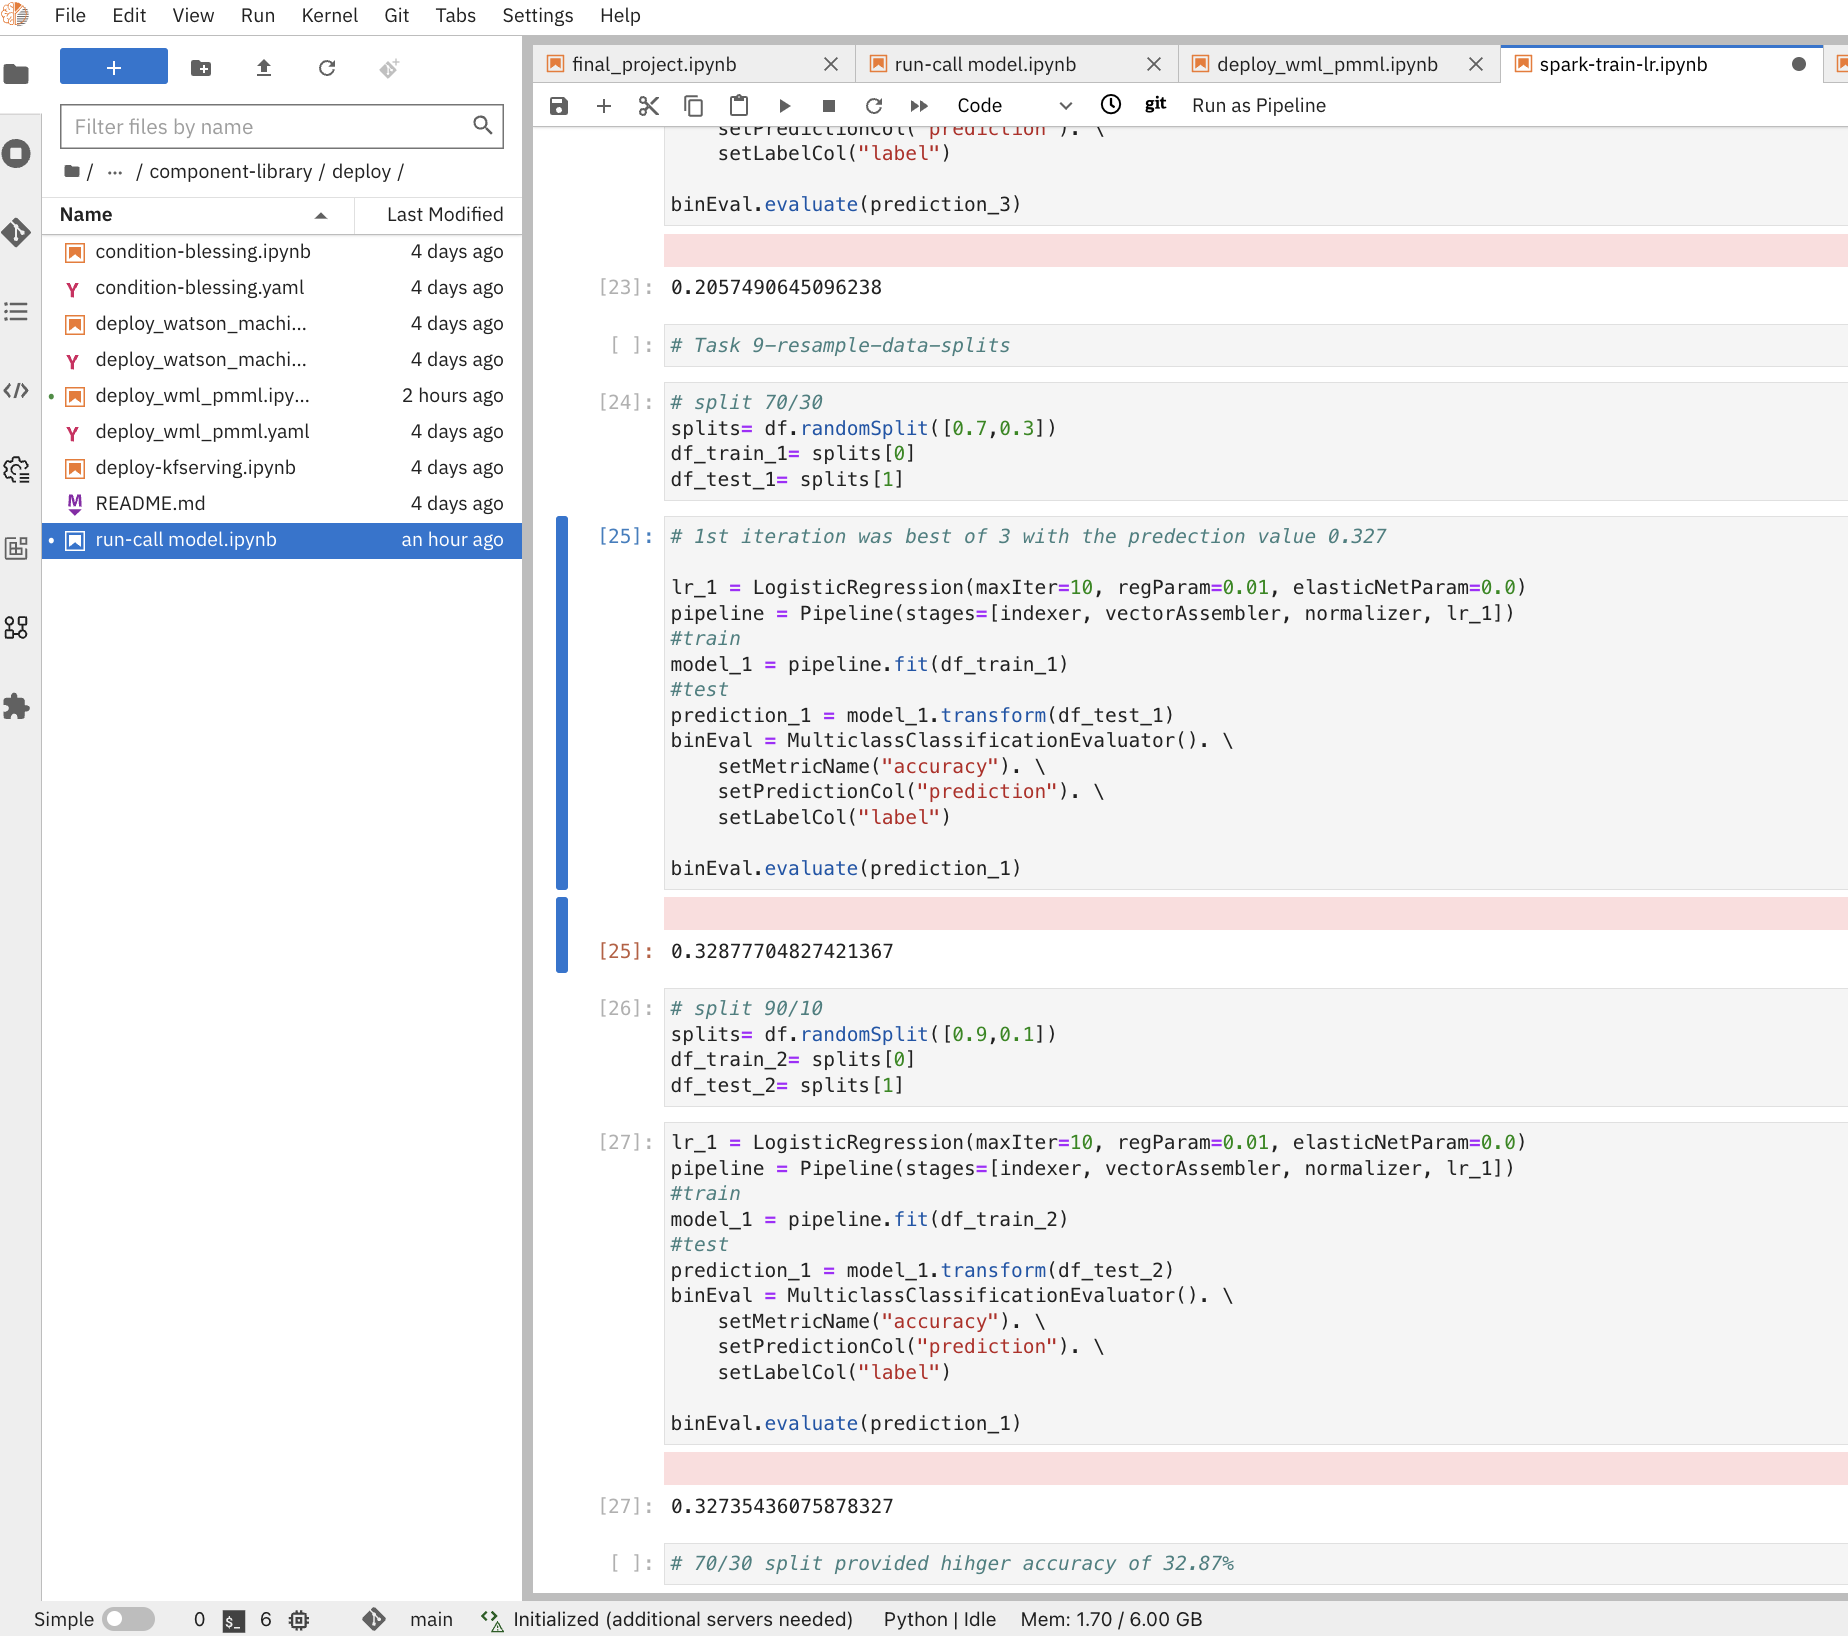 File Edit View Run Kernel Git Tabs Settings Help
final_project.ipynb run-call model.ipynb deploy_wml_pmml.ipynb spark-train-lr.ipynb
Code git Run as Pipeline
Filter files by name
/ ... / component-library / deploy /
Name Last Modified
condition-blessing.ipynb 4 days ago
condition-blessing.yaml 4 days ago
deploy_watson_machi... 4 days ago
deploy_watson_machi... 4 days ago
deploy_wml_pmml.ipy... 2 hours ago
deploy_wml_pmml.yaml 4 days ago
deploy-kfserving.ipynb 4 days ago
README.md 4 days ago
run-call model.ipynb an hour ago
setPredictionCol("prediction"). \
setLabelCol("label")
binEval.evaluate(prediction_3)
[23]: 0.2057490645096238
[ ]: # Task 9-resample-data-splits
[24]: # split 70/30
splits= df.randomSplit([0.7,0.3])
df_train_1= splits[0]
df_test_1= splits[1]
[25]: # 1st iteration was best of 3 with the predection value 0.327
lr_1 = LogisticRegression(maxIter=10, regParam=0.01, elasticNetParam=0.0)
pipeline = Pipeline(stages=[indexer, vectorAssembler, normalizer, lr_1])
#train
model_1 = pipeline.fit(df_train_1)
#test
prediction_1 = model_1.transform(df_test_1)
binEval = MulticlassClassificationEvaluator(). \
setMetricName("accuracy"). \
setPredictionCol("prediction"). \
setLabelCol("label")
binEval.evaluate(prediction_1)
[25]: 0.32877704827421367
[26]: # split 90/10
splits= df.randomSplit([0.9,0.1])
df_train_2= splits[0]
df_test_2= splits[1]
[27]: lr_1 = LogisticRegression(maxIter=10, regParam=0.01, elasticNetParam=0.0)
pipeline = Pipeline(stages=[indexer, vectorAssembler, normalizer, lr_1])
#train
model_1 = pipeline.fit(df_train_2)
#test
prediction_1 = model_1.transform(df_test_2)
binEval = MulticlassClassificationEvaluator(). \
setMetricName("accuracy"). \
setPredictionCol("prediction"). \
setLabelCol("label")
binEval.evaluate(prediction_1)
[27]: 0.32735436075878327
[ ]: # 70/30 split provided hihger accuracy of 32.87%
Simple 0 $_ 6 main Initialized (additional servers needed) Python | Idle Mem: 1.70 / 6.00 GB